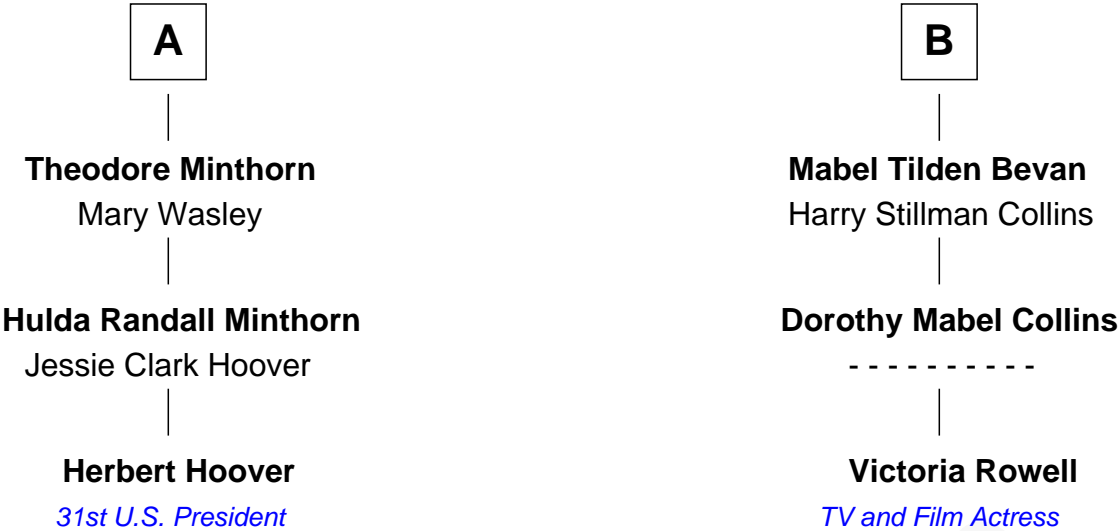 A
Theodore Minthorn
Mary Wasley
Hulda Randall Minthorn
Jessie Clark Hoover
Herbert Hoover
31st U.S. President
B
Mabel Tilden Bevan
Harry Stillman Collins
Dorothy Mabel Collins
- - - - - - - - - -
Victoria Rowell
TV and Film Actress